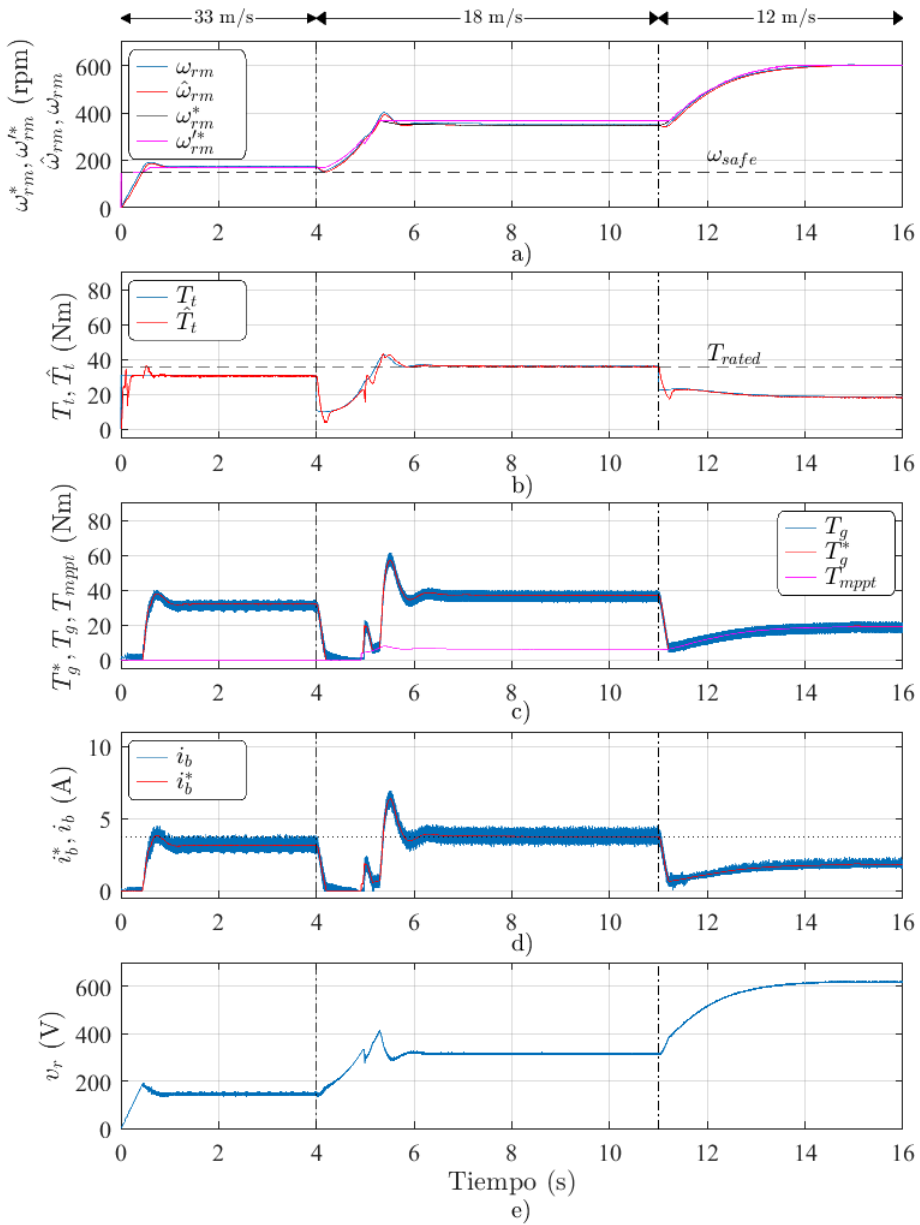 33 m/s 18 m/s 12 m/s
ω*rm, ω′*rm (rpm)
ω̂rm, ωrm
600
400
200
0
ωrm
ω̂rm
ω*rm
ω′*rm
ωsafe
0 2 4 6 8 10 12 14 16
a)
Tt, T̂t (Nm)
80
60
40
20
0
Tt
T̂t
Trated
0 2 4 6 8 10 12 14 16
b)
T*g, Tg, Tmppt (Nm)
80
60
40
20
0
Tg
T*g
Tmppt
0 2 4 6 8 10 12 14 16
c)
i*b, ib (A)
10
5
0
ib
i*b
0 2 4 6 8 10 12 14 16
d)
vr (V)
600
400
200
0
0 2 4 6 8 10 12 14 16
Tiempo (s)
e)